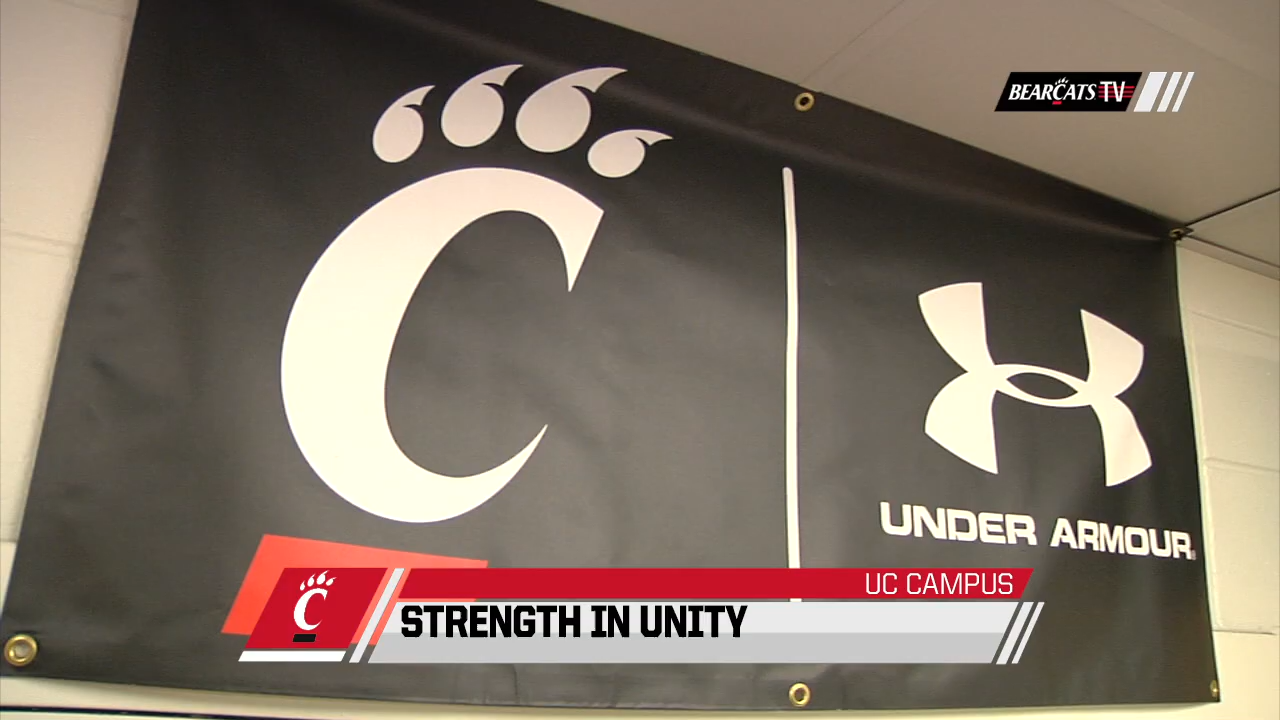 BEARCATS TV
C
UNDER ARMOUR
UC CAMPUS
C
STRENGTH IN UNITY